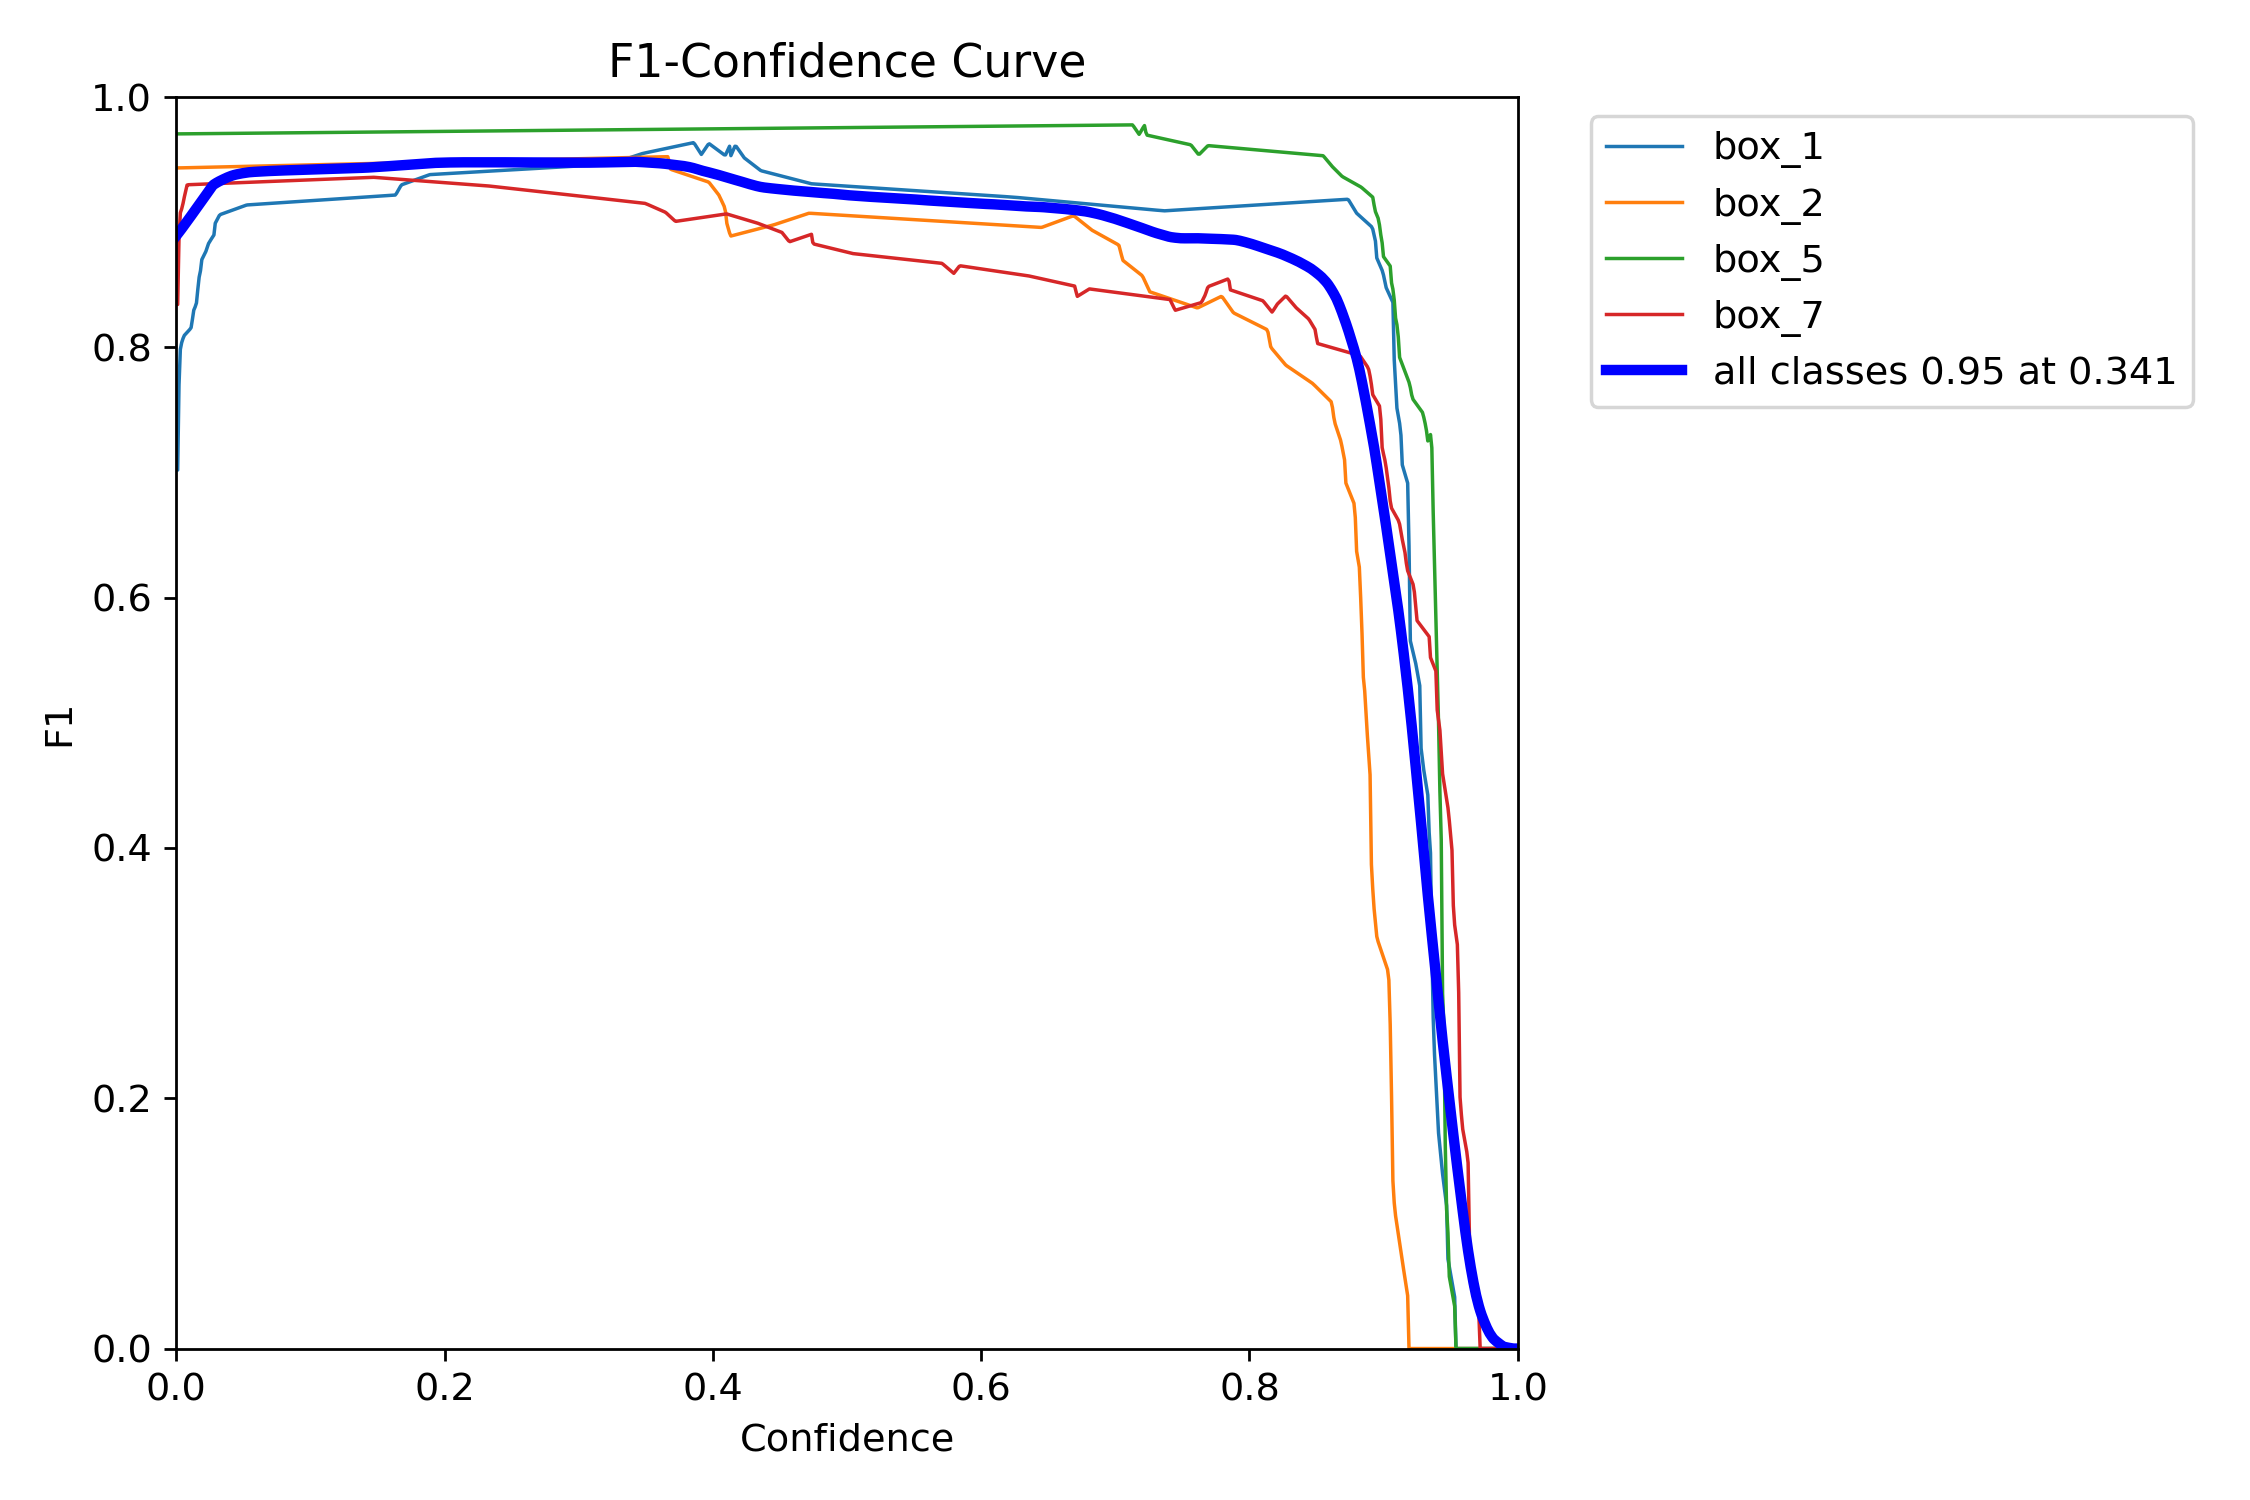 F1-Confidence Curve
1.0
0.8
0.6
0.4
0.2
0.0
F1
0.0 0.2 0.4 0.6 0.8 1.0
Confidence
box_1
box_2
box_5
box_7
all classes 0.95 at 0.341